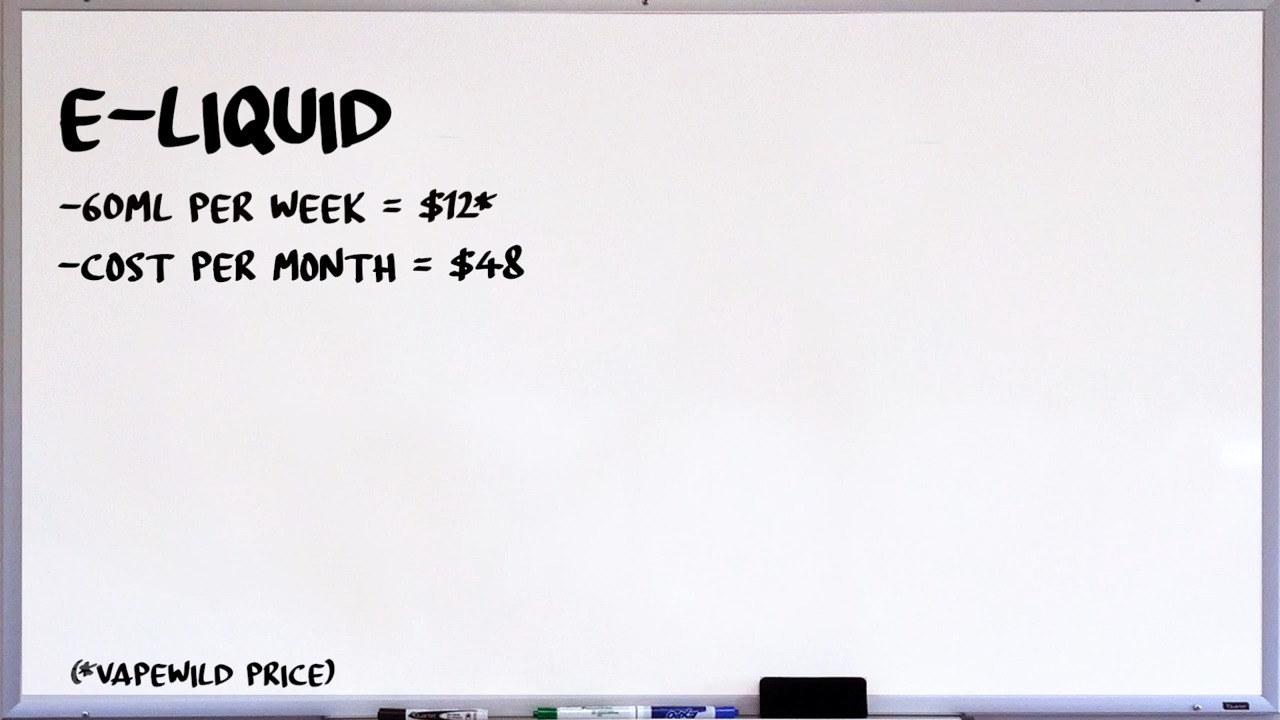 E-LIQUID
-60ML PER WEEK = $12*
-COST PER MONTH = $48
(*VAPEWILD PRICE)